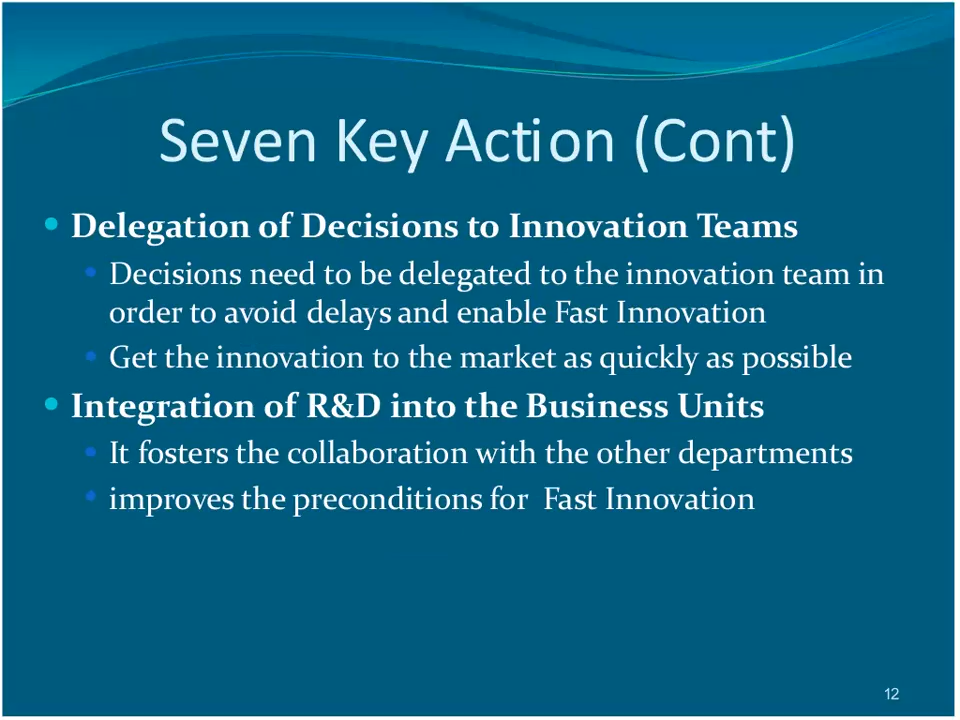 Seven Key Action (Cont)
• Delegation of Decisions to Innovation Teams
• Decisions need to be delegated to the innovation team in
order to avoid delays and enable Fast Innovation
• Get the innovation to the market as quickly as possible
• Integration of R&D into the Business Units
• It fosters the collaboration with the other departments
• improves the preconditions for  Fast Innovation
12